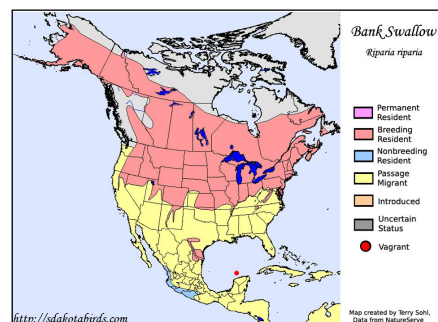 Bank Swallow
Riparia riparia
Permanent
Resident
Breeding
Resident
Nonbreeding
Resident
Passage
Migrant
Introduced
Uncertain
Status
Vagrant
Map created by Terry Sohl,
Data from NatureServe
http://sdakotabirds.com